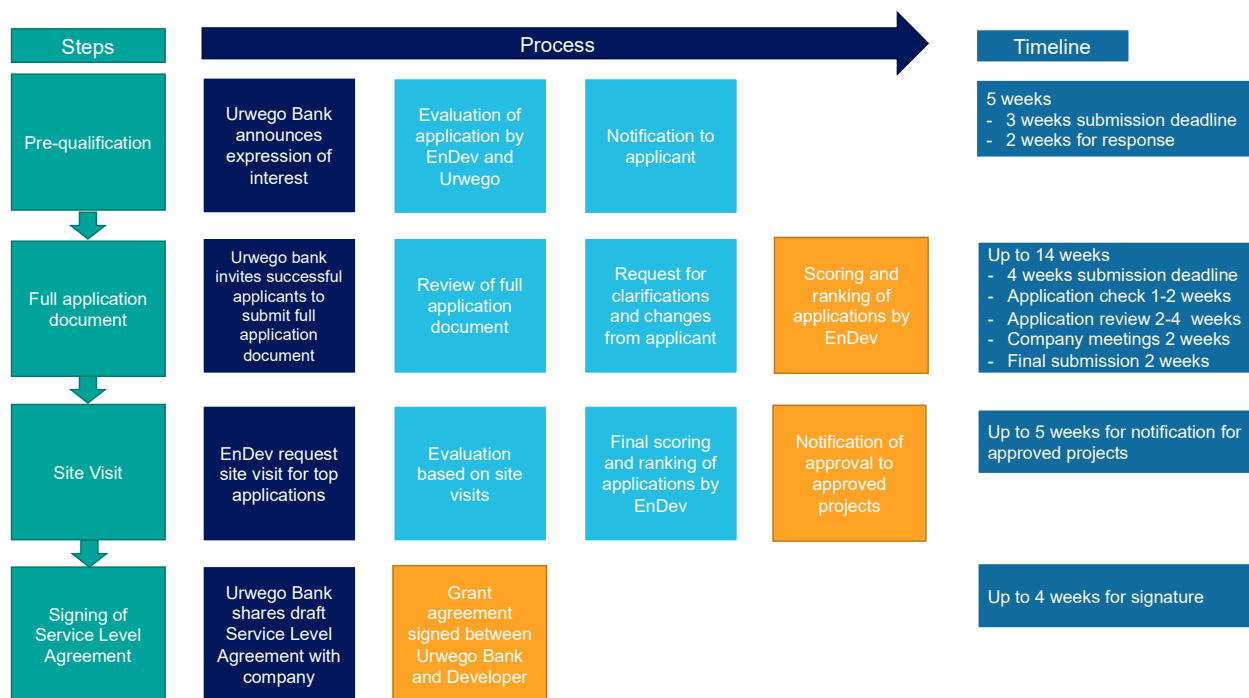 Steps
Process
Timeline
Pre-qualification
Urwego Bank
announces
expression of
interest
Evaluation of
application by
EnDev and
Urwego
Notification to
applicant
5 weeks
- 3 weeks submission deadline
- 2 weeks for response
Full application
document
Urwego bank
invites successful
applicants to
submit full
application
document
Review of full
application
document
Request for
clarifications
and changes
from applicant
Scoring and
ranking of
applications by
EnDev
Up to 14 weeks
- 4 weeks submission deadline
- Application check 1-2 weeks
- Application review 2-4 weeks
- Company meetings 2 weeks
- Final submission 2 weeks
Site Visit
EnDev request
site visit for top
applications
Evaluation
based on site
visits
Final scoring
and ranking of
applications by
EnDev
Notification of
approval to
approved
projects
Up to 5 weeks for notification for
approved projects
Signing of
Service Level
Agreement
Urwego Bank
shares draft
Service Level
Agreement with
company
Grant
agreement
signed between
Urwego Bank
and Developer
Up to 4 weeks for signature